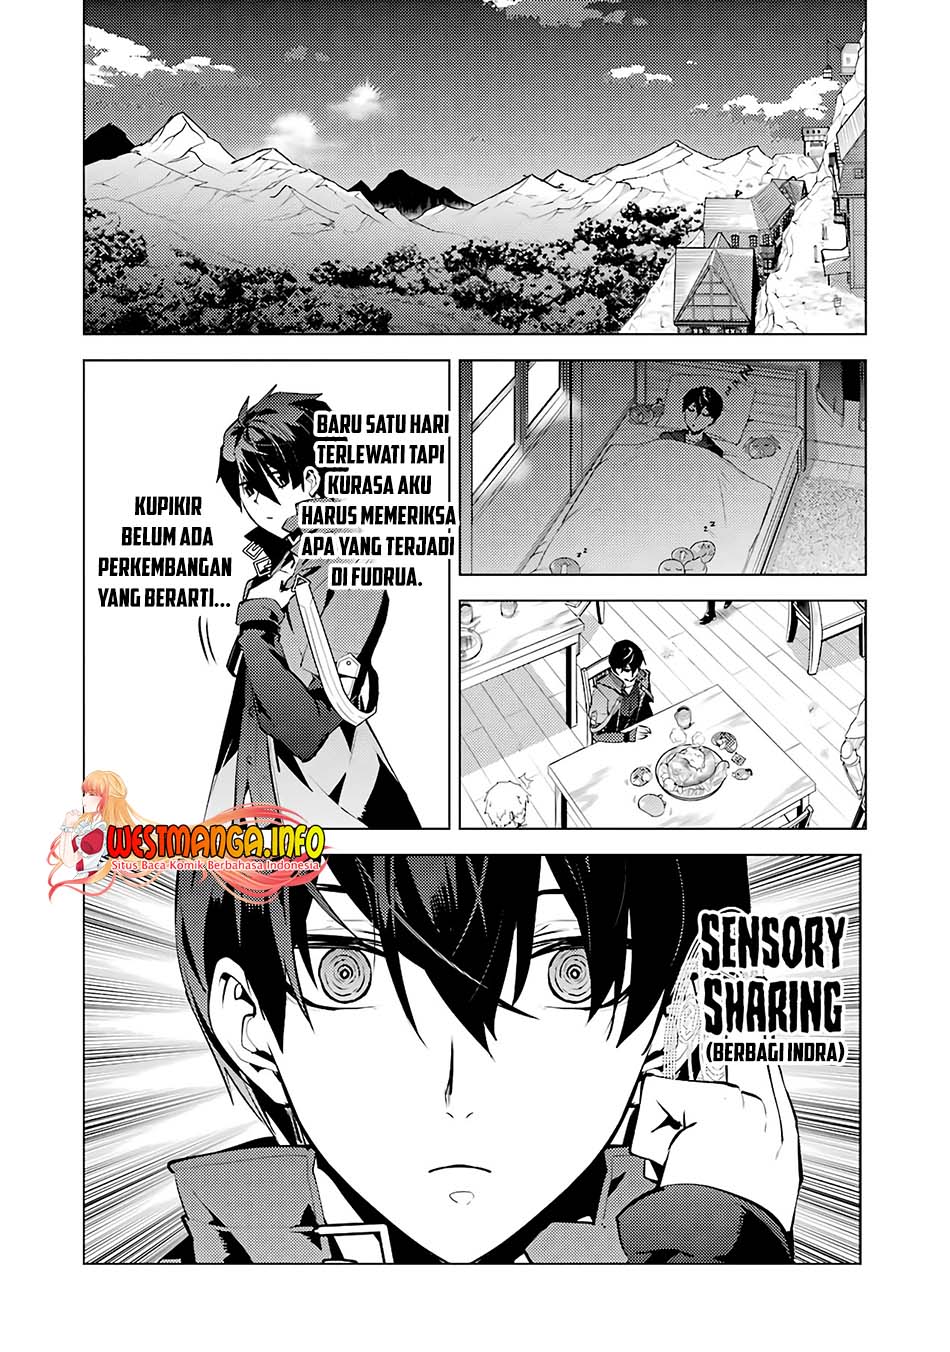 BARU SATU HARI
TERLEWATI TAPI
KURASA AKU
HARUS MEMERIKSA
APA YANG TERJADI
DI FUDRUA.
KUPIKIR
BELUM ADA
PERKEMBANGAN
YANG BERARTI...
WESTMANGA.INFO
Situs Baca Komik Berbahasa Indonesia
SENSORY
SHARING
(BERBAGI INDRA)